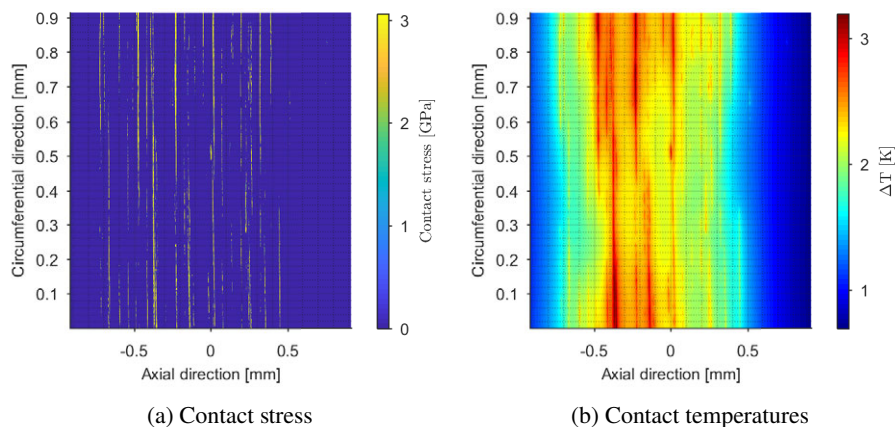 0.9
0.8
0.7
0.6
0.5
0.4
0.3
0.2
0.1
Circumferential direction [mm]
-0.5 0 0.5
Axial direction [mm]
3
2
1
0
Contact stress [GPa]
(a) Contact stress
0.9
0.8
0.7
0.6
0.5
0.4
0.3
0.2
0.1
Circumferential direction [mm]
-0.5 0 0.5
Axial direction [mm]
3
2
1
ΔT [K]
(b) Contact temperatures